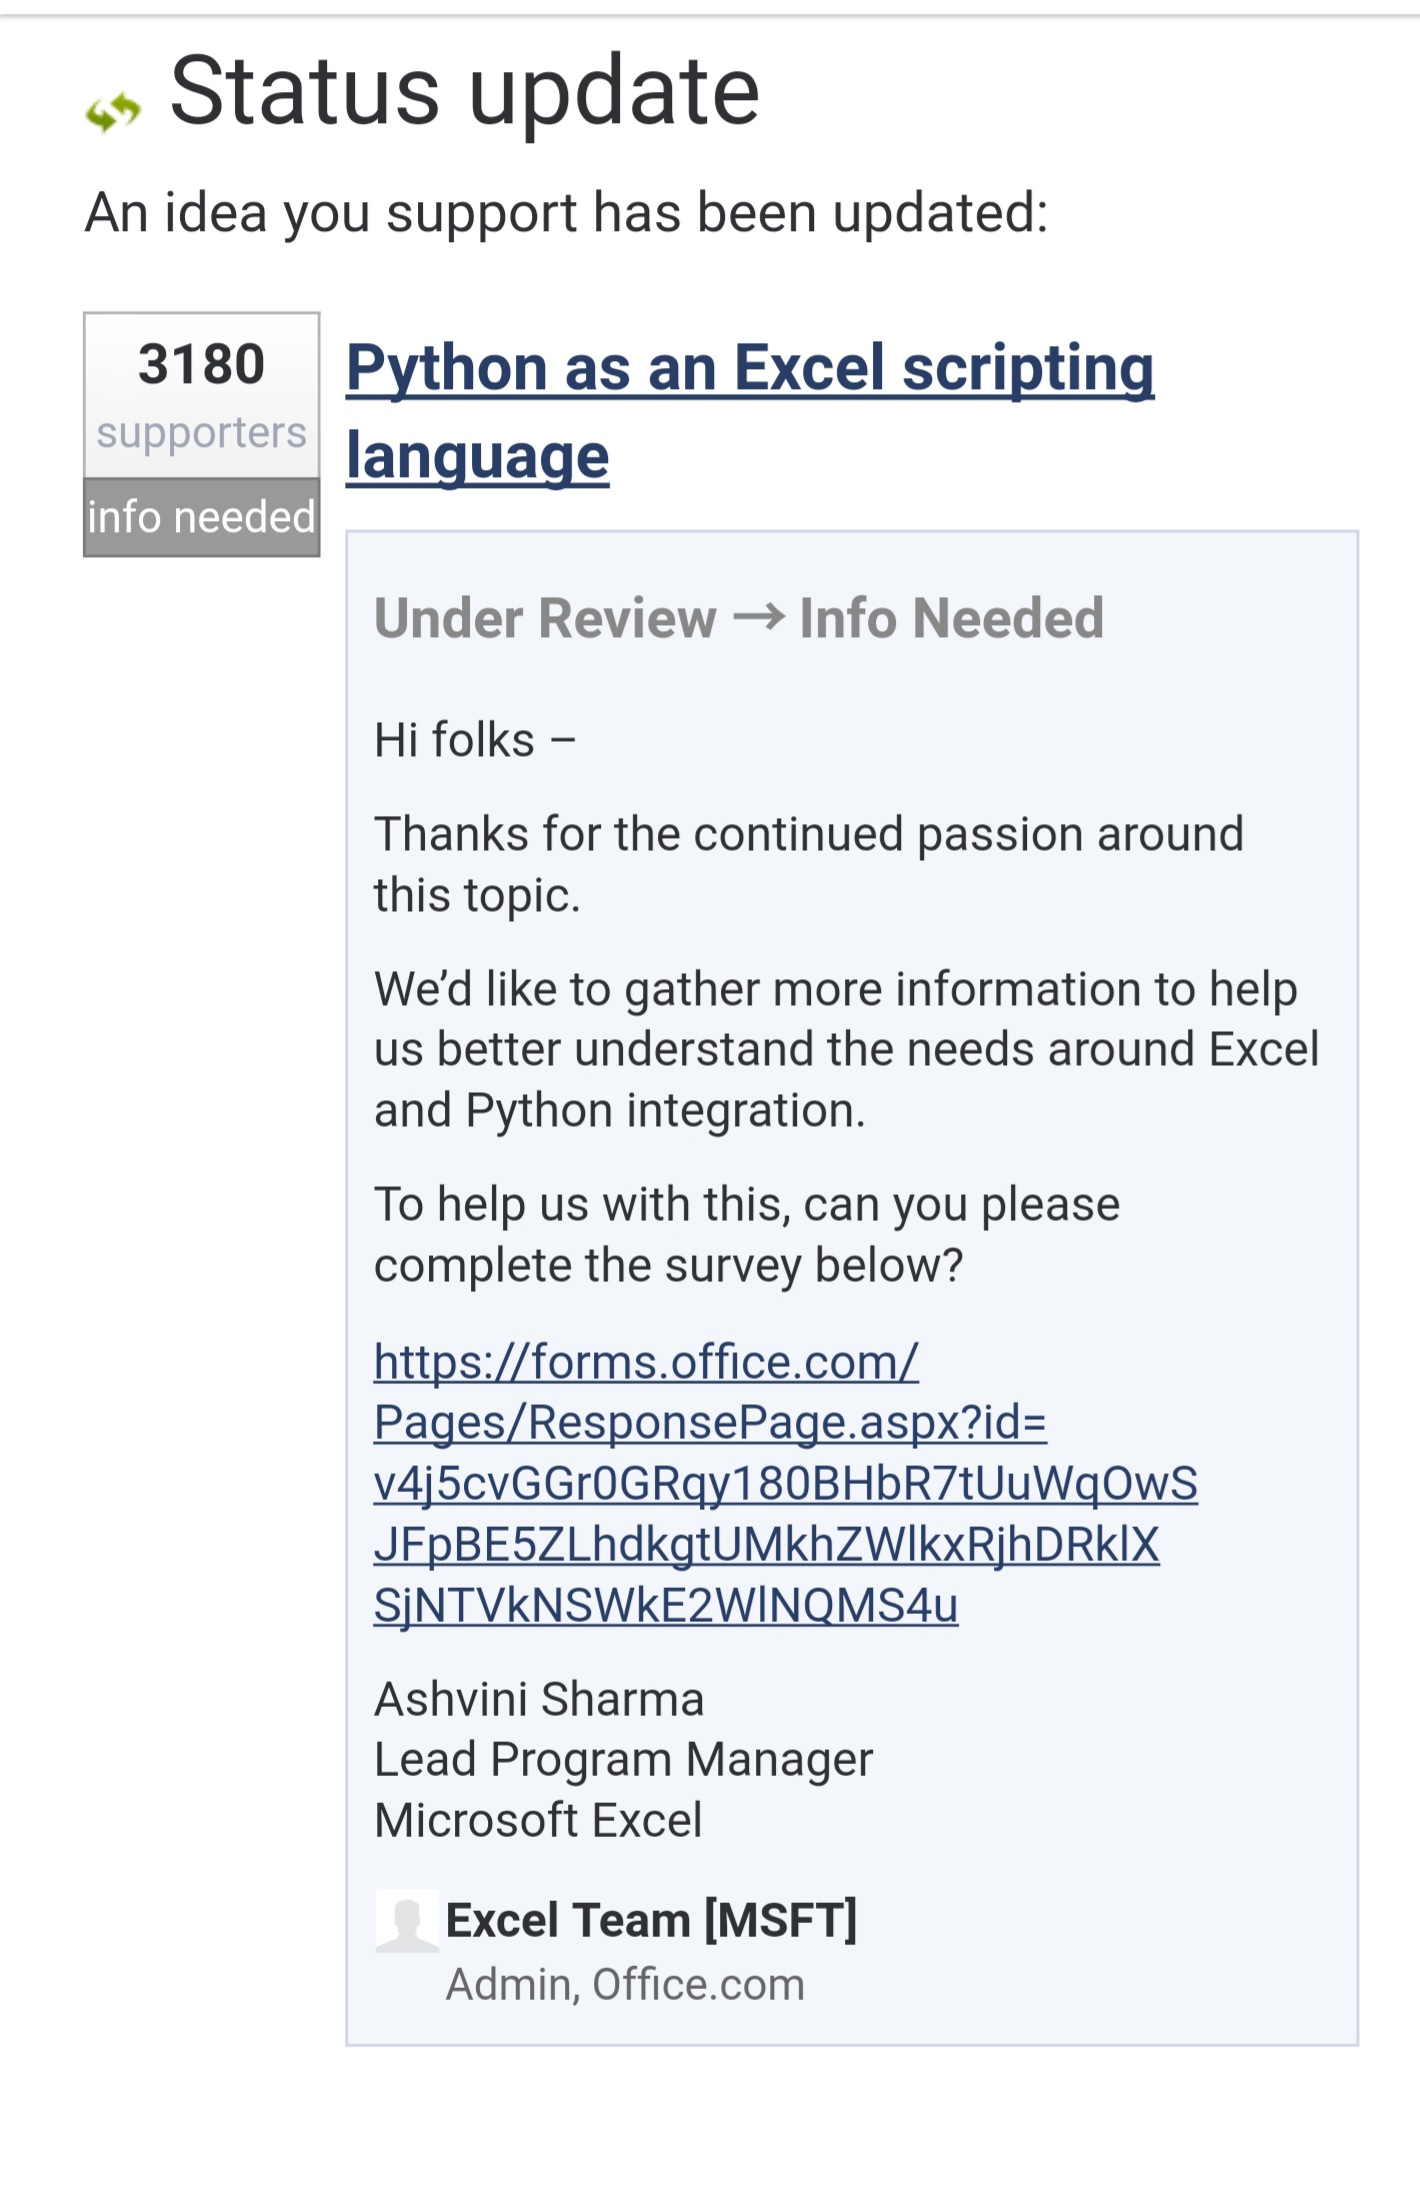 Status update
An idea you support has been updated:
3180
supporters
info needed
Python as an Excel scripting
language
Under Review → Info Needed
Hi folks –
Thanks for the continued passion around
this topic.
We’d like to gather more information to help
us better understand the needs around Excel
and Python integration.
To help us with this, can you please
complete the survey below?
https://forms.office.com/
Pages/ResponsePage.aspx?id=
v4j5cvGGr0GRqy180BHbR7tUuWqOwS
JFpBE5ZLhdkgtUMkhZWlkxRjhDRklX
SjNTVkNSWkE2WlNQMS4u
Ashvini Sharma
Lead Program Manager
Microsoft Excel
Excel Team [MSFT]
Admin, Office.com